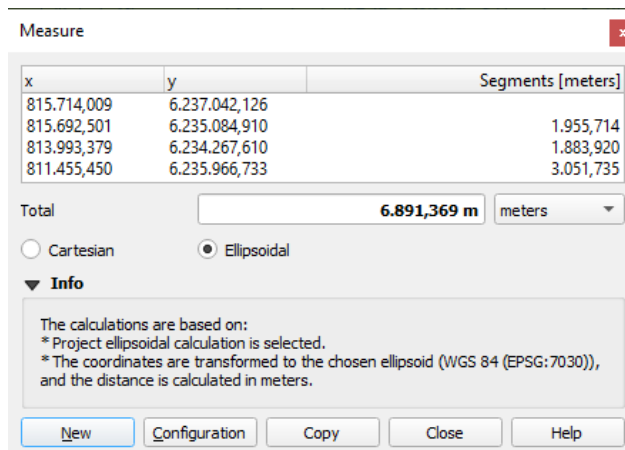 Measure
x y Segments [meters]
815.714,009 6.237.042,126
815.692,501 6.235.084,910 1.955,714
813.993,379 6.234.267,610 1.883,920
811.455,450 6.235.966,733 3.051,735
Total 6.891,369 m meters
Cartesian Ellipsoidal
Info
The calculations are based on:
* Project ellipsoidal calculation is selected.
* The coordinates are transformed to the chosen ellipsoid (WGS 84 (EPSG:7030)),
and the distance is calculated in meters.
New Configuration Copy Close Help